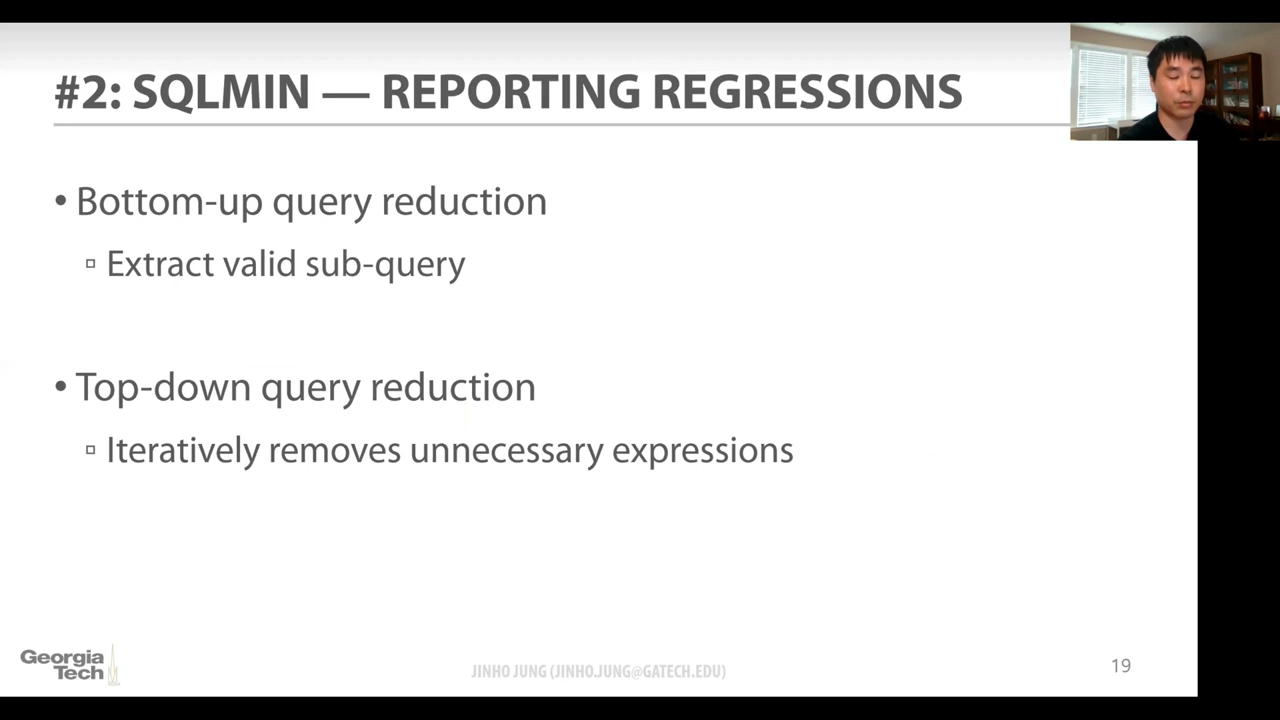 #2: SQLMIN — REPORTING REGRESSIONS
• Bottom-up query reduction
▫ Extract valid sub-query
• Top-down query reduction
▫ Iteratively removes unnecessary expressions
Georgia
Tech
JINHO JUNG (JINHO.JUNG@GATECH.EDU)
19